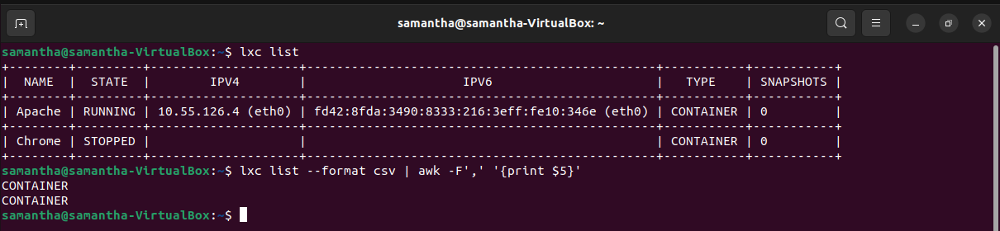 samantha@samantha-VirtualBox: ~
samantha@samantha-VirtualBox:~$ lxc list
+--------+---------+--------------------+-----------------------------------------------+-----------+-----------+
|  NAME  |  STATE  |        IPV4        |                     IPV6                      |   TYPE    | SNAPSHOTS |
+--------+---------+--------------------+-----------------------------------------------+-----------+-----------+
| Apache | RUNNING | 10.55.126.4 (eth0) | fd42:8fda:3490:8333:216:3eff:fe10:346e (eth0) | CONTAINER | 0         |
+--------+---------+--------------------+-----------------------------------------------+-----------+-----------+
| Chrome | STOPPED |                    |                                               | CONTAINER | 0         |
+--------+---------+--------------------+-----------------------------------------------+-----------+-----------+
samantha@samantha-VirtualBox:~$ lxc list --format csv | awk -F',' '{print $5}'
CONTAINER
CONTAINER
samantha@samantha-VirtualBox:~$